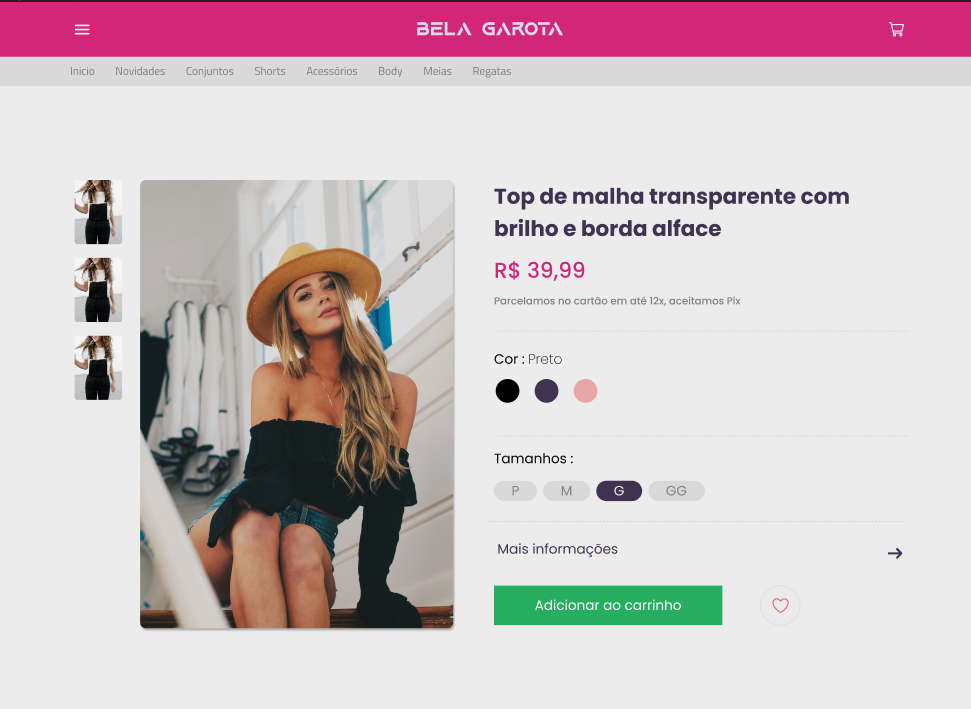 BELA GAROTA
Inicio Novidades Conjuntos Shorts Acessórios Body Meias Regatas
Top de malha transparente com
brilho e borda alface
R$ 39,99
Parcelamos no cartão em até 12x, aceitamos Pix
Cor : Preto
Tamanhos :
P M G GG
Mais informações
Adicionar ao carrinho